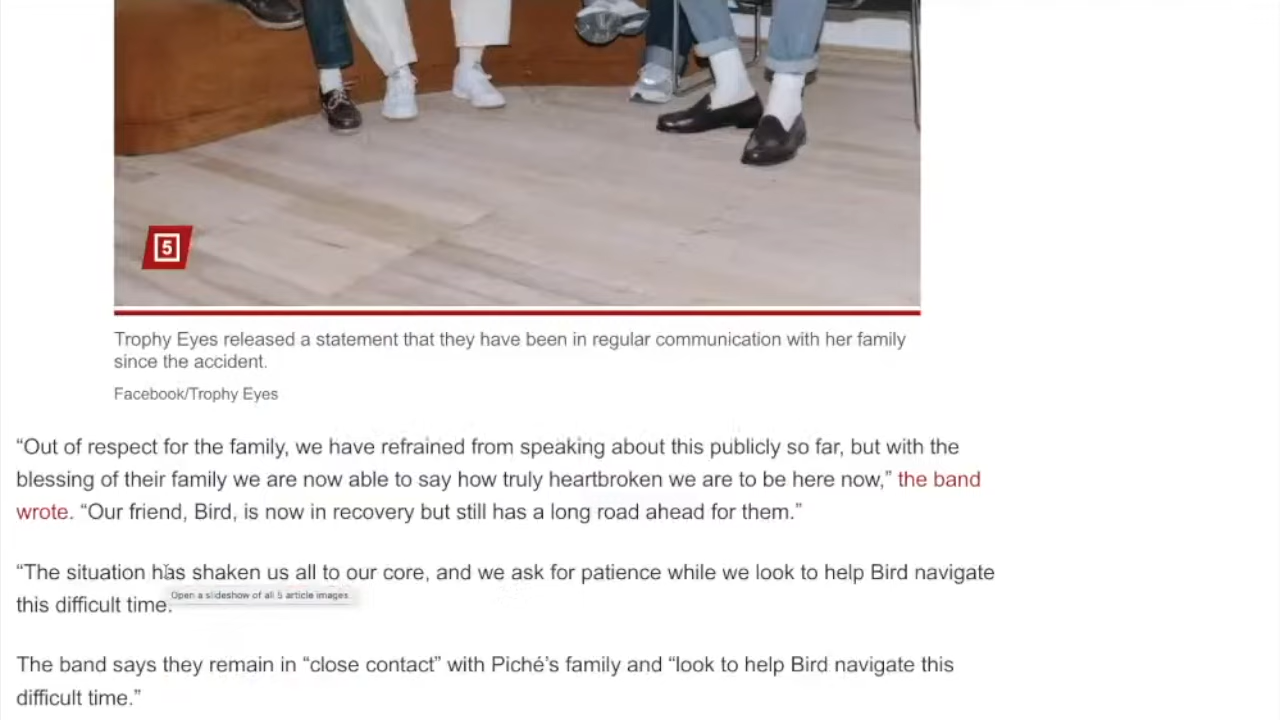 5
Trophy Eyes released a statement that they have been in regular communication with her family
since the accident.
Facebook/Trophy Eyes
“Out of respect for the family, we have refrained from speaking about this publicly so far, but with the
blessing of their family we are now able to say how truly heartbroken we are to be here now,” the band
wrote. “Our friend, Bird, is now in recovery but still has a long road ahead for them.”
“The situation has shaken us all to our core, and we ask for patience while we look to help Bird navigate
this difficult time.
Open a slideshow of all 5 article images
The band says they remain in “close contact” with Piché’s family and “look to help Bird navigate this
difficult time.”